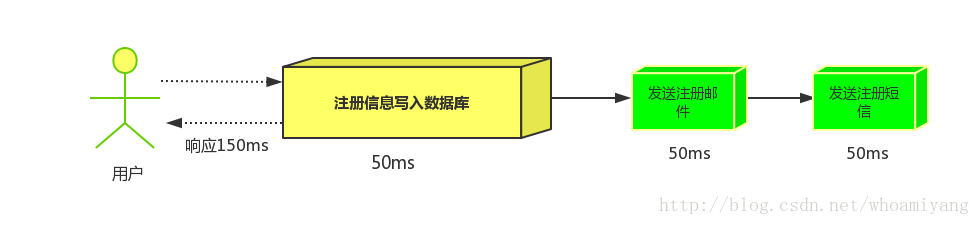 注册信息写入数据库
发送注册邮
件
发送注册短
信
响应150ms
50ms
50ms
50ms
用户
http://blog.csdn.net/whoamiyang